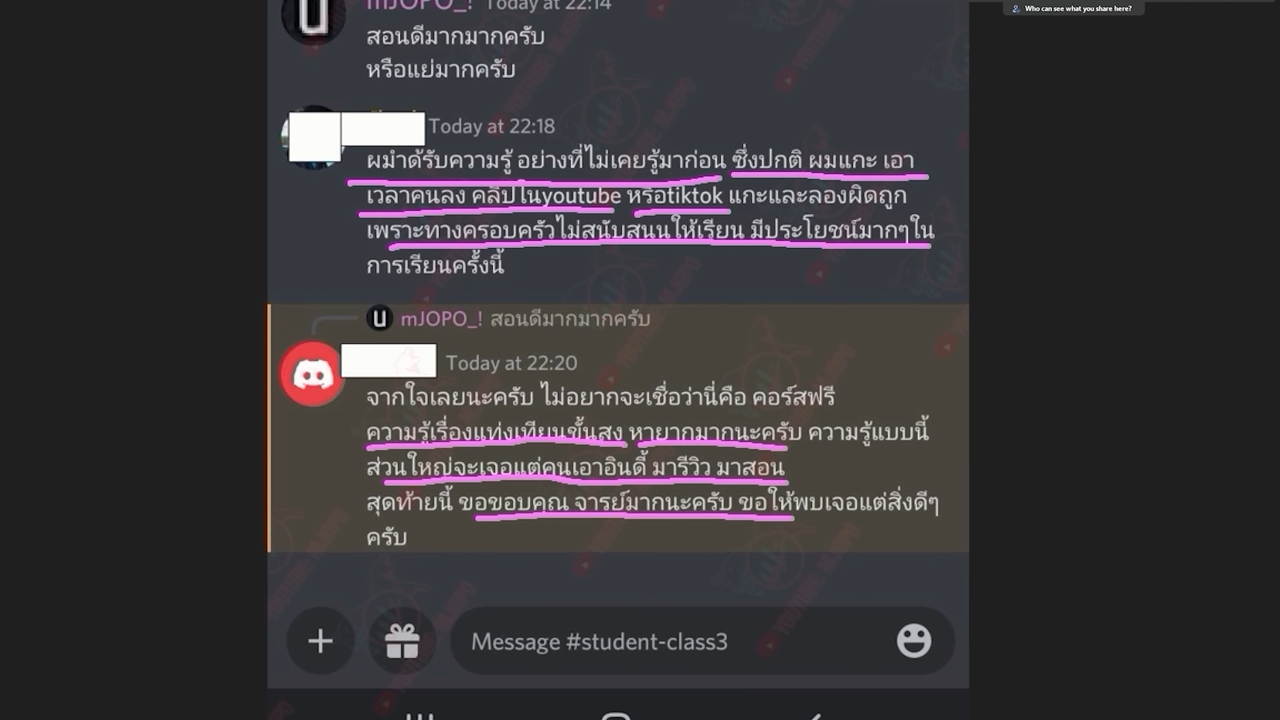 Who can see what you share here?
mJOPO_! Today at 22:14
สอนดีมากมากครับ
หรือแย่มากครับ
Today at 22:18
ผมำด้รับความรู้ อย่างที่ไม่เคยรู้มาก่อน ซึ่งปกติ ผมแกะ เอา
เวลาคนลง คลิปในyoutube หรือtiktok แกะและลองผิดถูก
เพราะทางครอบครัวไม่สนับสนุนให้เรียน มีประโยชน์มากๆใน
การเรียนครั้งนี้
mJOPO_! สอนดีมากมากครับ
Today at 22:20
จากใจเลยนะครับ ไม่อยากจะเชื่อว่านี่คือ คอร์สฟรี
ความรู้เรื่องแท่งเทียนขั้นสูง หายากมากนะครับ ความรู้แบบนี้
ส่วนใหญ่จะเจอแต่คนเอาอินดี้ มารีวิว มาสอน
สุดท้ายนี้ ขอขอบคุณ จารย์มากนะครับ ขอให้พบเจอแต่สิ่งดีๆ
ครับ
Message #student-class3